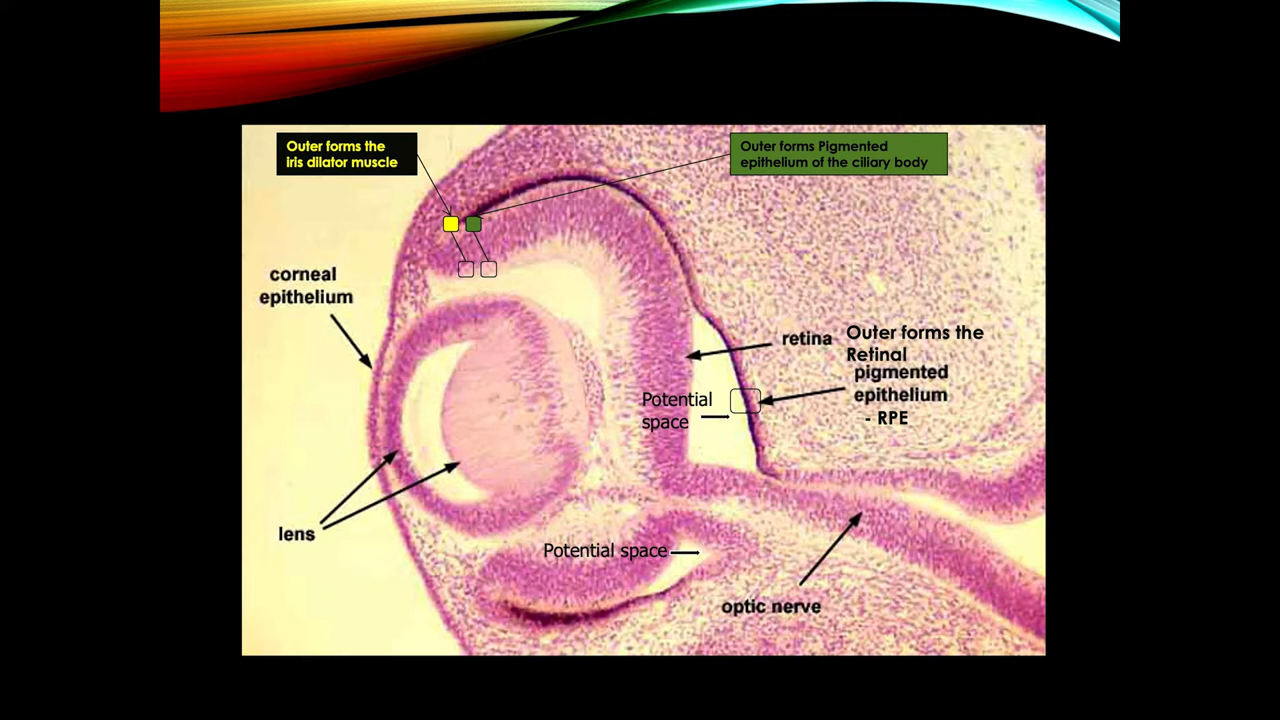 Outer forms the
iris dilator muscle
Outer forms Pigmented
epithelium of the ciliary body
corneal
epithelium
retina
Outer forms the
Retinal
pigmented
epithelium
- RPE
Potential
space
lens
Potential space
optic nerve